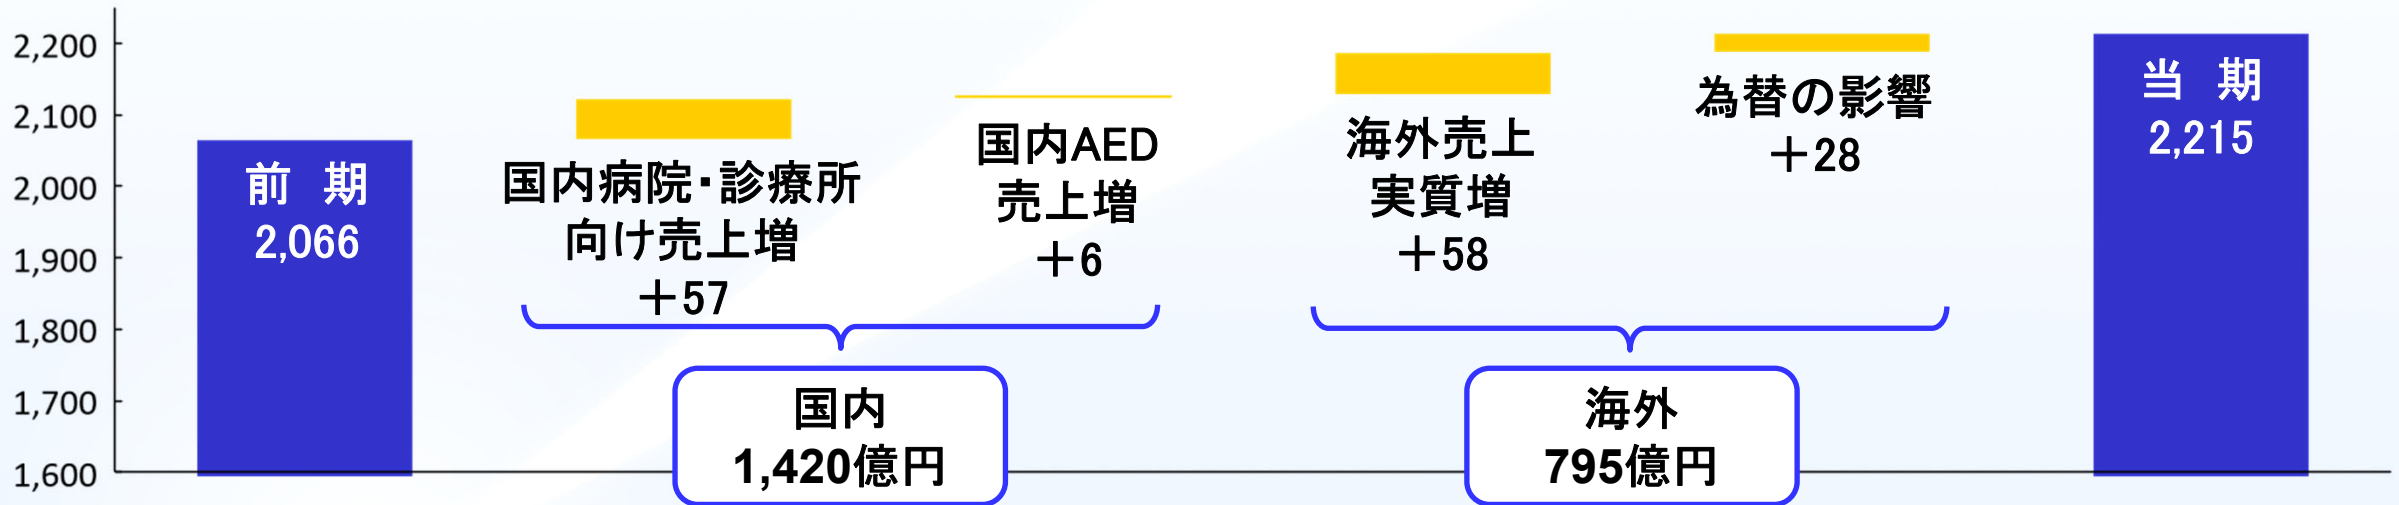 2,200
2,100
2,000
1,900
1,800
1,700
1,600
前　期
2,066
国内病院・診療所
向け売上増
＋57
国内AED
売上増
＋6
海外売上
実質増
＋58
為替の影響
＋28
当　期
2,215
国内
1,420億円
海外
795億円